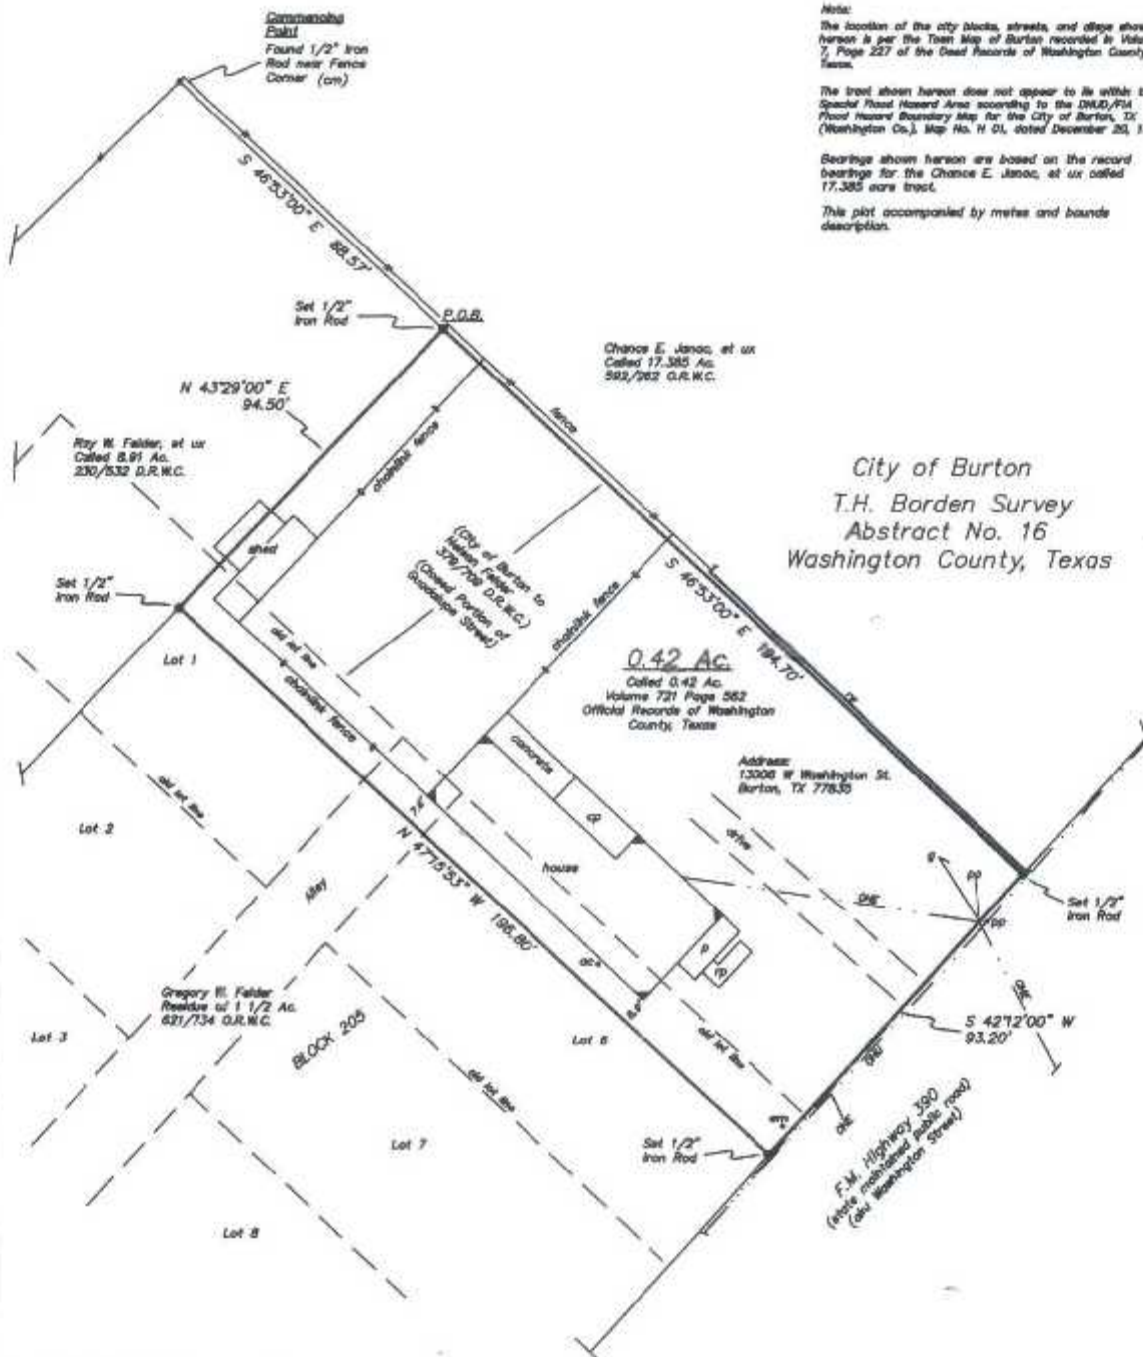 Commencing
Point
Found 1/2" Iron
Rod near Fence
Corner (cm)
Note:
The location of the city blocks, streets, and alleys
hereon is per the Town Map of Burton recorded in
7, Page 227 of the Deed Records of Washington County
Texas.
The tract shown hereon does not appear to lie within
Special Flood Hazard Area according to the DHUD/FIA
Flood Hazard Boundary Map for the City of Burton, TX
(Washington Co.), Map No. H 01, dated December 20,
Bearings shown hereon are based on the record
bearings for the Chance E. Janac, et ux called
17.385 acre tract.
This plat accompanied by metes and bounds
description.
S 46°53'00" E 68.57'
Set 1/2"
Iron Rod
P.O.B.
Chance E. Janac, et ux
Called 17.385 Ac.
592/262 O.R.W.C.
N 43°29'00" E
94.50'
fence
chainlink fence
Ray W. Felder, et ux
Called 8.91 Ac.
230/532 D.R.W.C.
City of Burton
T.H. Borden Survey
Abstract No. 16
Washington County, Texas
shed
(City of Burton to
Nelson Felder
379/709 D.R.W.C.)
(Closed Portion of
Guadalupe Street)
Set 1/2"
Iron Rod
chainlink fence
S 46°53'00" E 194.70'
old lot line
Lot 1
0.42 Ac.
Called 0.42 Ac.
Volume 721 Page 562
Official Records of Washington
County, Texas
chainlink fence
concrete
Address:
W Washington St.
Burton, TX 77835
old lot line
Lot 2
cp
drive
house
N 47°15'53" W 196.80'
Alley
OHE
g
pp
pp
Set 1/2"
Iron Rod
p
rp
ac
Gregory W. Felder
Residue of 1 1/2 Ac.
621/734 O.R.W.C.
OHE
Lot 3
BLOCK 205
Lot 6
S 42°12'00" W
93.20'
old lot line
OHU
old lot line
Lot 7
Set 1/2"
Iron Rod
OHE
F.M. Highway 390
(state maintained public road)
(aka Washington Street)
Lot 8